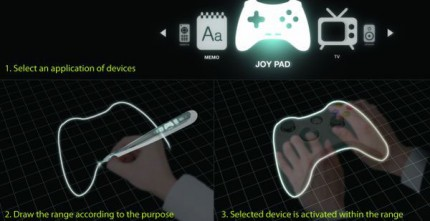 Aa
MEMO
JOY PAD
TV
1. Select an application of devices
2. Draw the range according to the purpose
3. Selected device is activated within the range